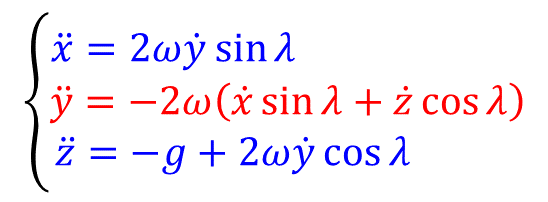 ẍ = 2ωẏ sin λ
ÿ = −2ω(ẋ sin λ + ż cos λ)
z̈ = −g + 2ωẏ cos λ